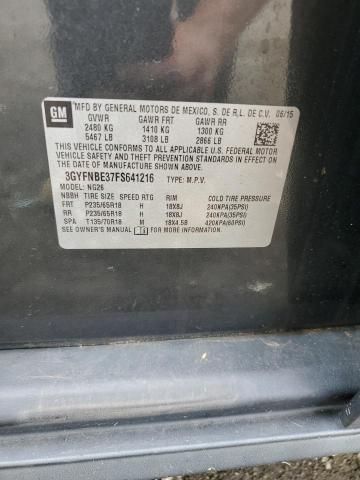 GM
MFD BY GENERAL MOTORS DE MEXICO, S. DE R.L. DE C.V. 06/15
GVWR GAWR FRT GAWR RR
2480 KG 1410 KG 1300 KG
5467 LB 3108 LB 2866 LB
THIS VEHICLE CONFORMS TO ALL APPLICABLE U.S. FEDERAL MOTOR VEHICLE SAFETY, BUMPER, AND THEFT PREVENTION STANDARDS IN EFFECT ON THE DATE OF MANUFACTURE SHOWN ABOVE.
3GYFNBE37FS641216 TYPE: M.P.V.
MODEL: NG26
NBBH TIRE SIZE SPEED RTG RIM COLD TIRE PRESSURE
FRT P235/65R18 H 18X8J 240KPA(35PSI)
RR P235/65R18 H 18X8J 240KPA(35PSI)
SPA T135/70R18 M 18X4.5B 420KPA(60PSI)
SEE OWNER'S MANUAL FOR MORE INFORMATION.